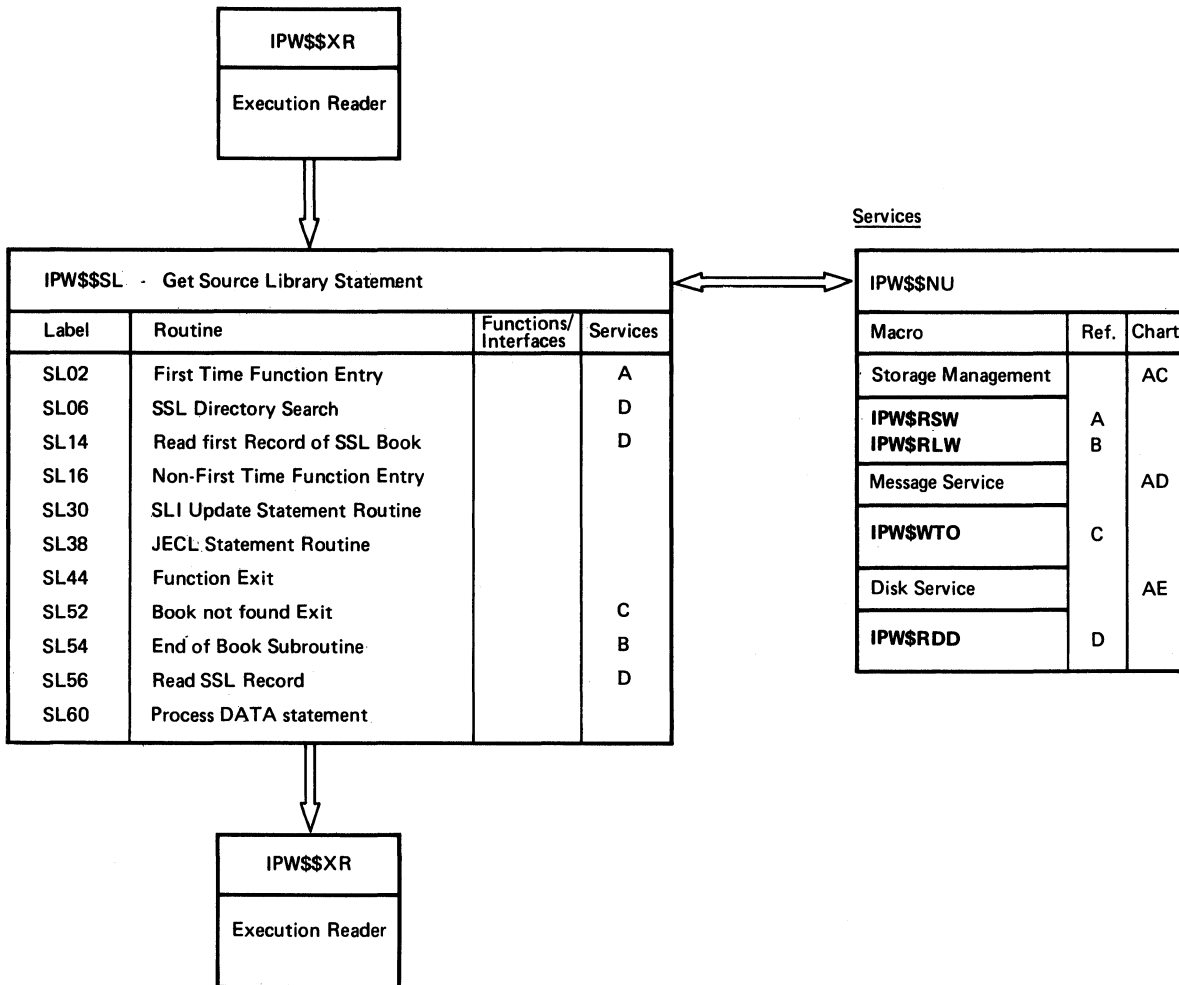 IPW$$XR
Execution Reader
Services
IPW$$SL - Get Source Library Statement
IPW$$NU
Label Routine Functions/ Interfaces Services
Macro Ref. Chart
SL02 First Time Function Entry A
SL06 SSL Directory Search D
SL14 Read first Record of SSL Book D
SL16 Non-First Time Function Entry
SL30 SLI Update Statement Routine
SL38 JECL Statement Routine
SL44 Function Exit
SL52 Book not found Exit C
SL54 End of Book Subroutine B
SL56 Read SSL Record D
SL60 Process DATA statement
Storage Management AC
IPW$RSW A
IPW$RLW B
Message Service AD
IPW$WTO C
Disk Service AE
IPW$RDD D
IPW$$XR
Execution Reader